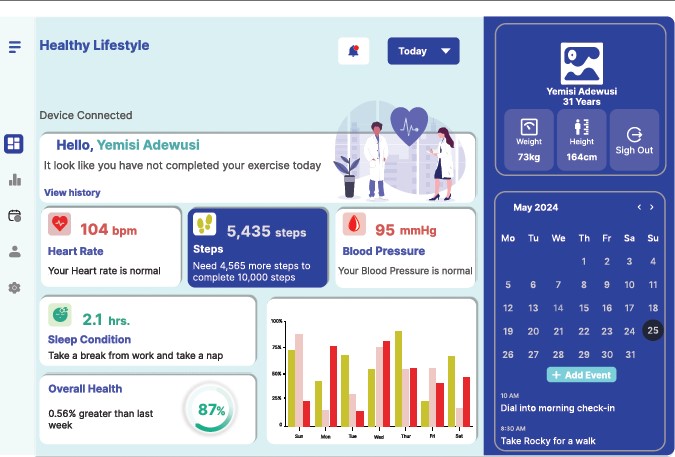 Healthy Lifestyle
Today
Device Connected
Hello, Yemisi Adewusi
It look like you have not completed your exercise today
View history
104 bpm
Heart Rate
Your Heart rate is normal
5,435 steps
Steps
Need 4,565 more steps to
complete 10,000 steps
95 mmHg
Blood Pressure
Your Blood Pressure is normal
2.1 hrs.
Sleep Condition
Take a break from work and take a nap
Overall Health
0.56% greater than last
week
87%
100%
75%
50%
25%
0
Sun Mon Tue Wed Thur Fri Sat
Yemisi Adewusi
31 Years
Weight
73kg
Height
164cm
Sigh Out
May 2024
Mo Tu We Th Fr Sa Su
1 2 3 4
5 6 7 8 9 10 11
12 13 14 15 16 17 18
19 20 21 22 23 24 25
26 27 28 29 30 31
+ Add Event
10 AM
Dial into morning check-in
8:30 AM
Take Rocky for a walk